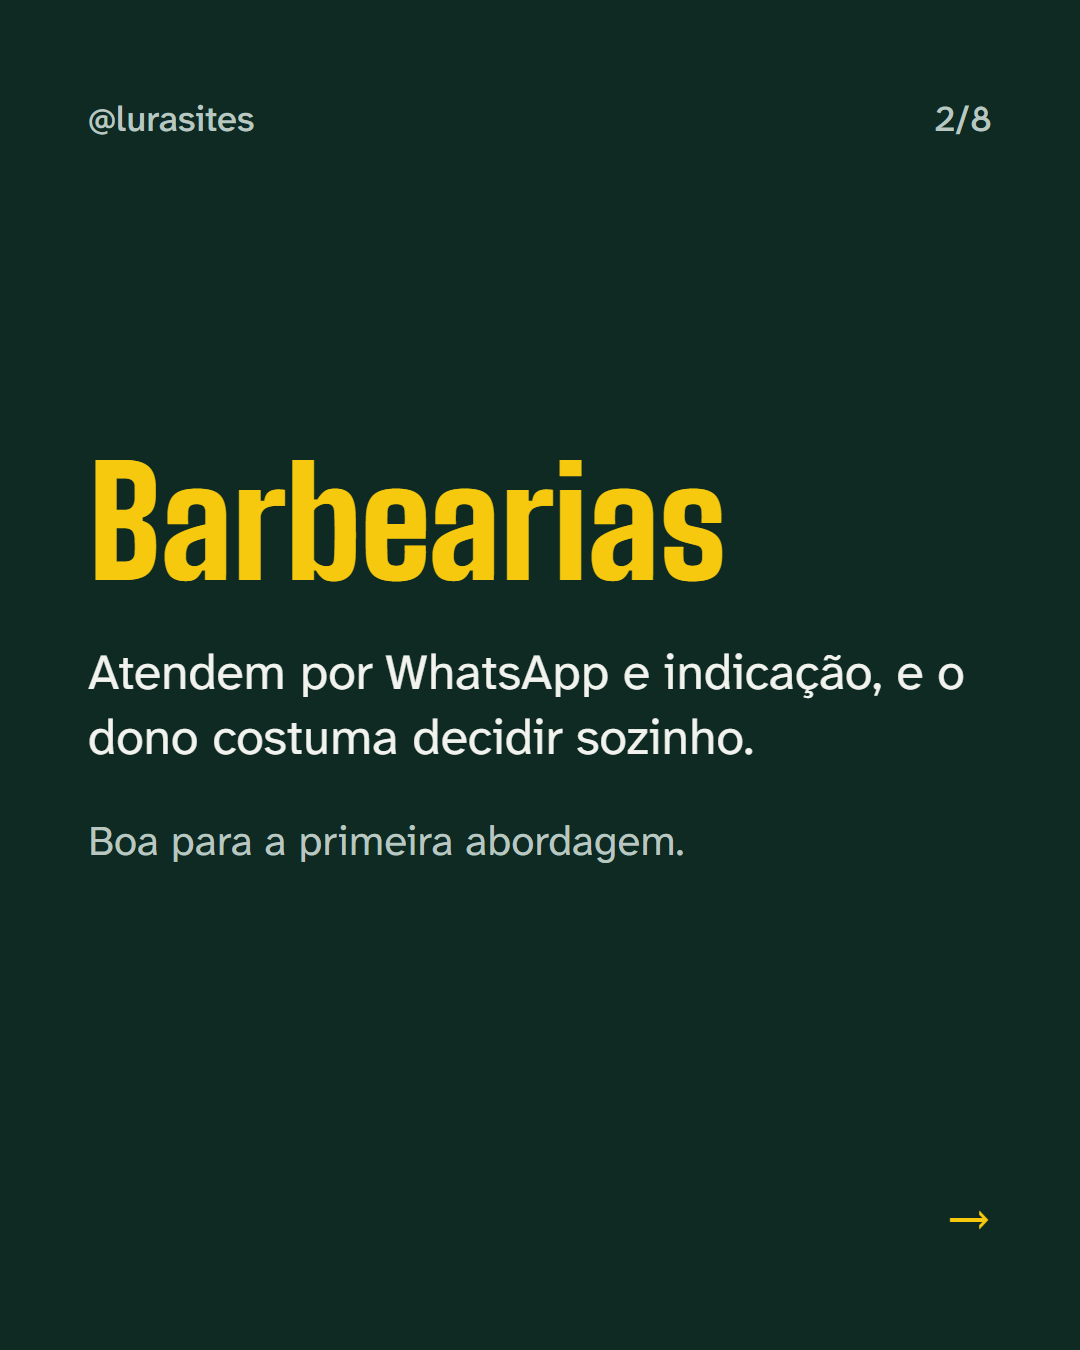 @lurasites
2/8
Barbearias
Atendem por WhatsApp e indicação, e o
dono costuma decidir sozinho.
Boa para a primeira abordagem.
→